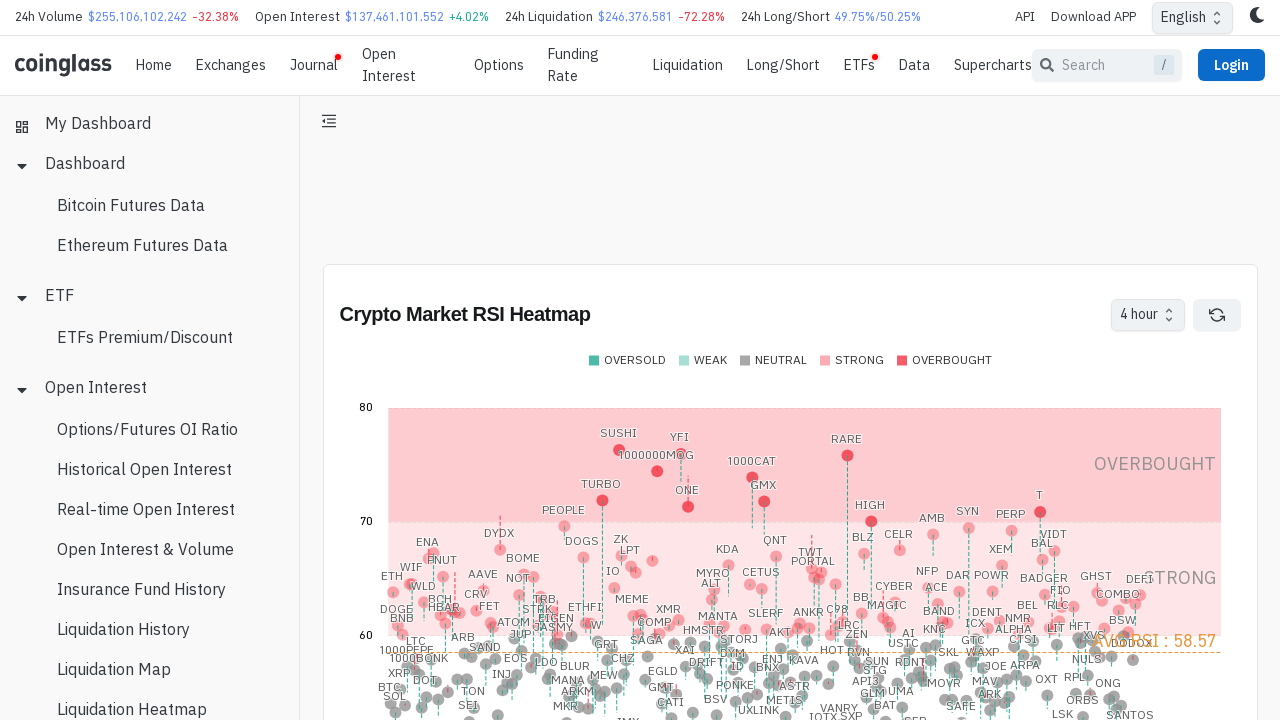 24h Volume $255,106,102,242 -32.38% Open Interest $137,461,101,552 +4.02% 24h Liquidation $246,376,581 -72.28% 24h Long/Short 49.75%/50.25% API Download APP English
coinglass Home Exchanges Journal Open Interest Options Funding Rate Liquidation Long/Short ETFs Data Supercharts Search / Login
My Dashboard
Dashboard
Bitcoin Futures Data
Ethereum Futures Data
ETF
ETFs Premium/Discount
Open Interest
Options/Futures OI Ratio
Historical Open Interest
Real-time Open Interest
Open Interest & Volume
Insurance Fund History
Liquidation History
Liquidation Map
Liquidation Heatmap
Crypto Market RSI Heatmap
4 hour
OVERSOLD WEAK NEUTRAL STRONG OVERBOUGHT
80
SUSHI YFI RARE
1000000MOG
1000CAT
OVERBOUGHT
TURBO ONE GMX T
PEOPLE HIGH AMB SYN PERP
70
DYDX DOGS ZK QNT BLZ CELR VIDT
ENA LPT KDA TWT XEM BAL
WIF PNUT BOME PORTAL
ETH AAVE NOT IO MYRO CETUS NFP DAR POWR BADGER GHST DEFI
STRONG
WLD CRV ALT CYBER ACE FIO COMBO
BCH TRB MEME BB
DOGE HBAR FET STRK ETHFI XMR ANKR C98 MAGIC BAND DENT BEL RLC
BNB ATOM EIGEN COMP MANTA SLERF LRC ICX NMR BSW
60
LTC ARB JUP JASMY W SAGA HMSTR STORJ AKT ZEN AI KNC GTC ALPHA CTSI LIT HFT XVS DODOX
1000PEPE SAND GRT XAI DYM HOT RVN USTC SKL WAXP
XRP 1000BONK EOS LDO BLUR CHZ DRIFT ID BNX ENJ KAVA STG SUN RDNT JOE ARPA NULS
BTC BOME INJ MANA MEW EGLD PONKE ASTR API3 MOVR MAV OXT RPL ONG
SOL TON ARKM GMT BSV METIS GLM UMA ARK ORBS
SEI MKR CATI UXLINK VANRY BAT SAFE LSK SANTOS
IOTX SXP